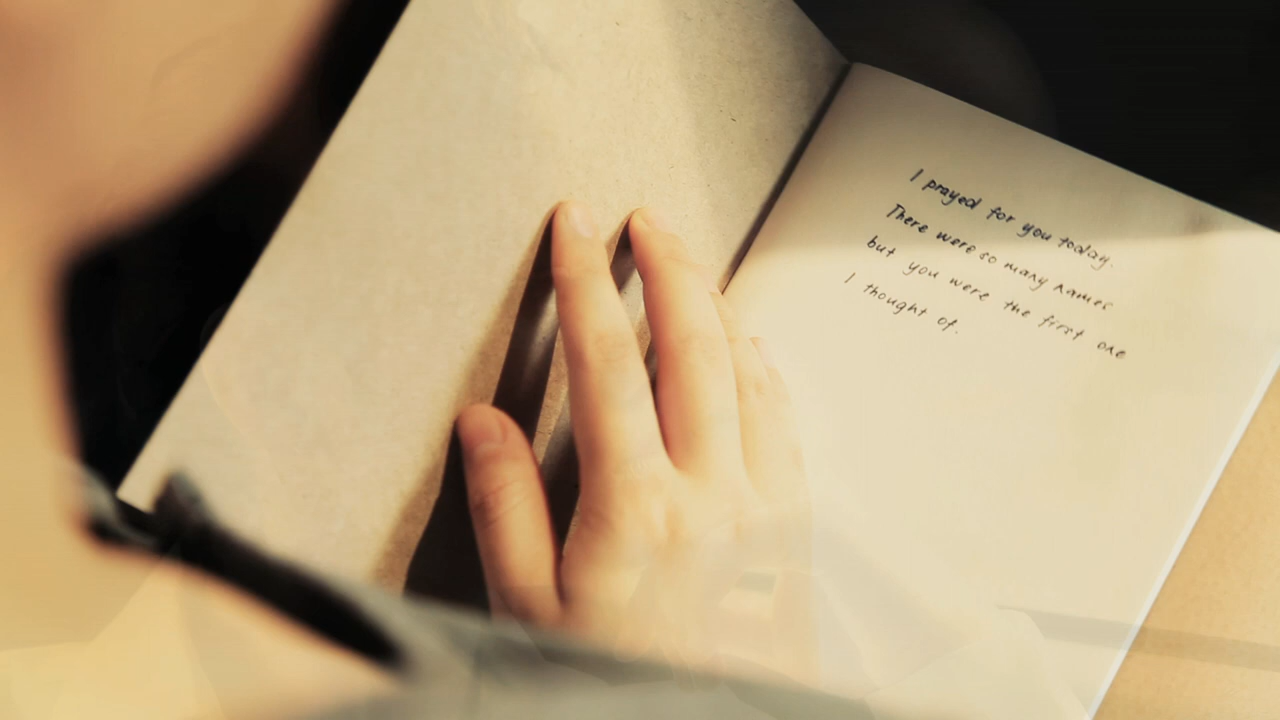 I prayed for you today.
There were so many names
but you were the first one
I thought of.